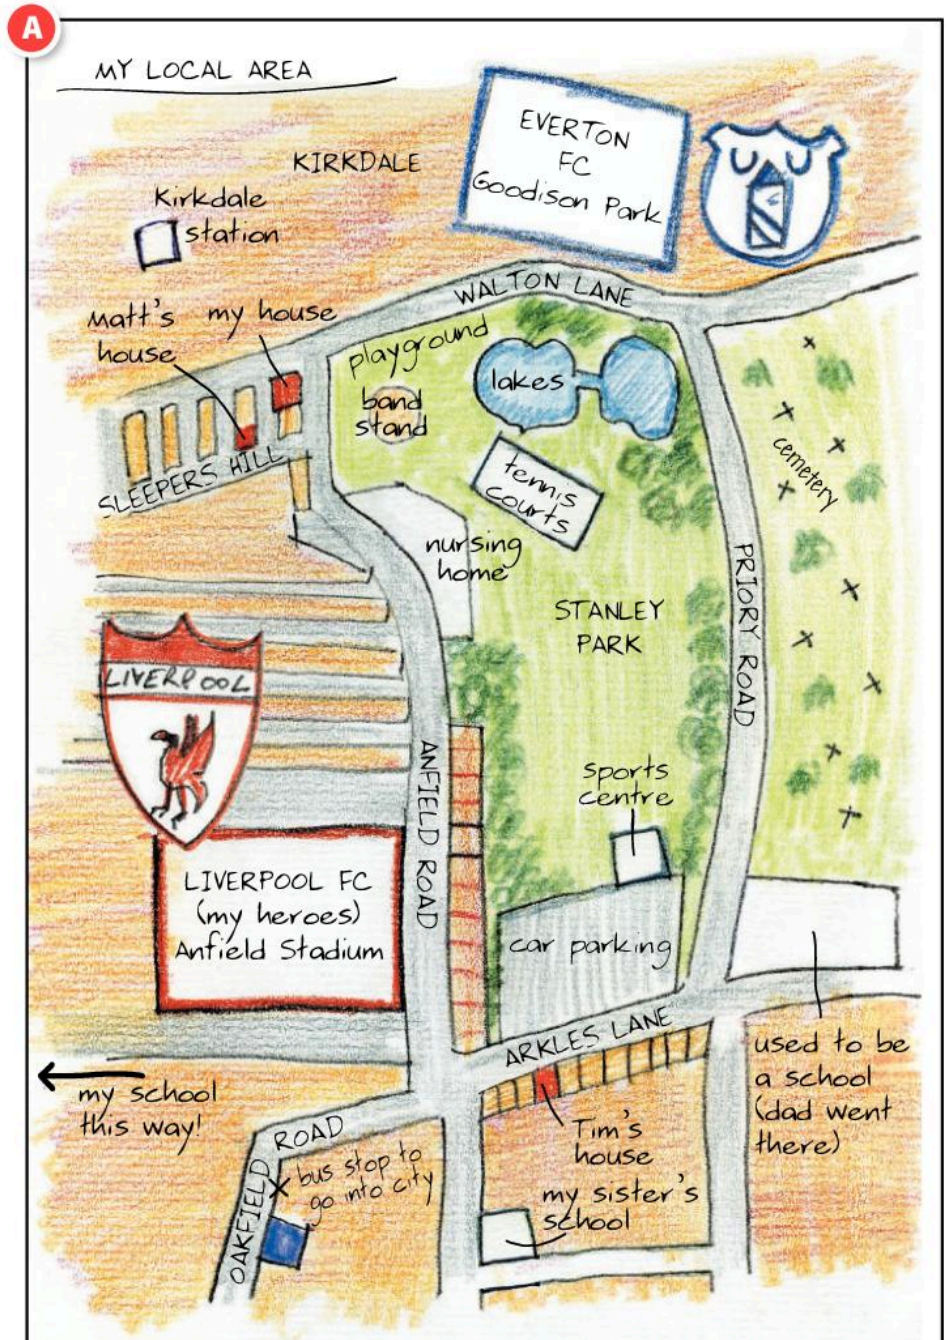 A
MY LOCAL AREA
EVERTON
FC
Goodison Park
KIRKDALE
Kirkdale
station
WALTON LANE
Matt's
house
my house
playground
lakes
band
stand
tennis
courts
cemetery
SLEEPERS HILL
nursing
home
STANLEY
PARK
PRIORY ROAD
LIVERPOOL
ANFIELD ROAD
sports
centre
LIVERPOOL FC
(my heroes)
Anfield Stadium
car parking
ARKLES LANE
my school
this way!
used to be
a school
(dad went
there)
OAKFIELD ROAD
bus stop to
go into city
Tim's
house
my sister's
school